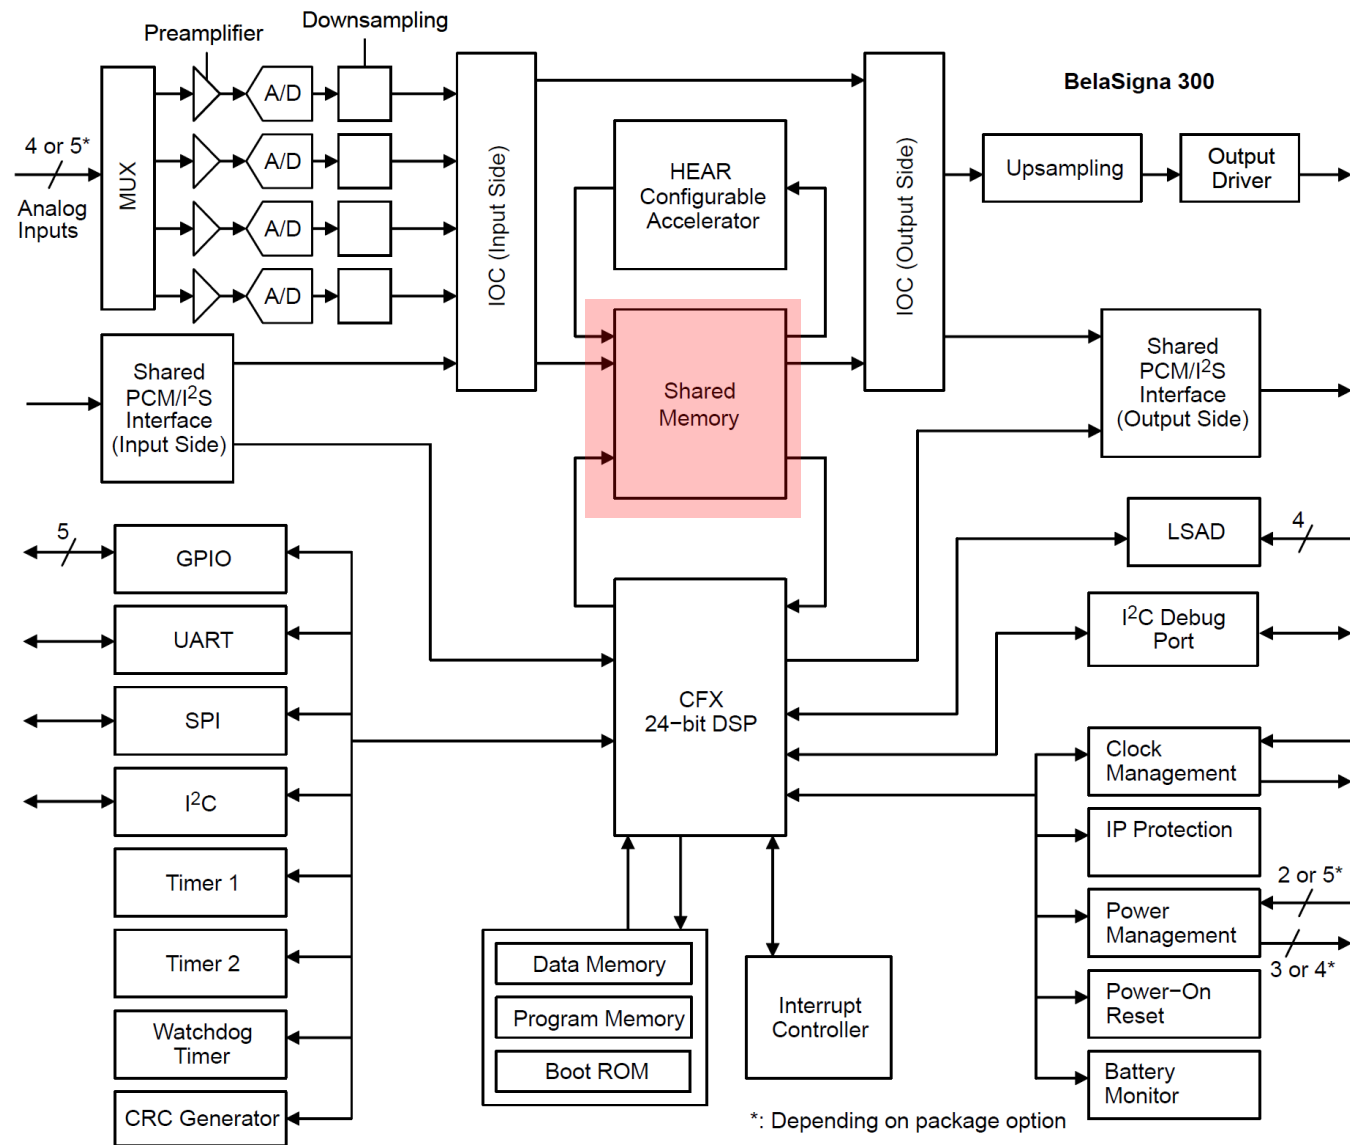 Downsampling
Preamplifier
BelaSigna 300
4 or 5*
Analog
Inputs
MUX
A/D
A/D
A/D
A/D
IOC (Input Side)
HEAR
Configurable
Accelerator
IOC (Output Side)
Upsampling
Output
Driver
Shared
PCM/I²S
Interface
(Input Side)
Shared
Memory
Shared
PCM/I²S
Interface
(Output Side)
5
GPIO
UART
SPI
I²C
Timer 1
Timer 2
Watchdog
Timer
CRC Generator
CFX
24−bit DSP
Data Memory
Program Memory
Boot ROM
Interrupt
Controller
LSAD
4
I²C Debug
Port
Clock
Management
IP Protection
2 or 5*
Power
Management
3 or 4*
Power−On
Reset
Battery
Monitor
*: Depending on package option